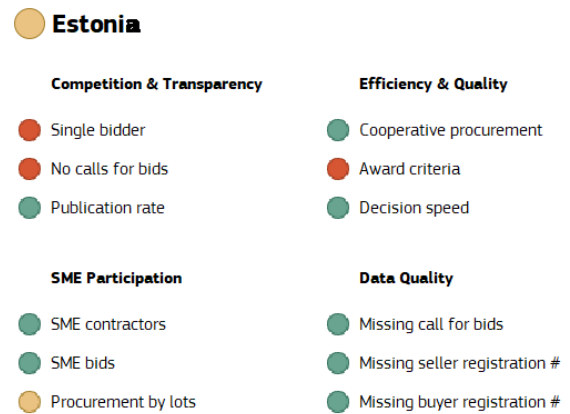 Estonia
Competition & Transparency
Single bidder
No calls for bids
Publication rate
Efficiency & Quality
Cooperative procurement
Award criteria
Decision speed
SME Participation
SME contractors
SME bids
Procurement by lots
Data Quality
Missing call for bids
Missing seller registration #
Missing buyer registration #